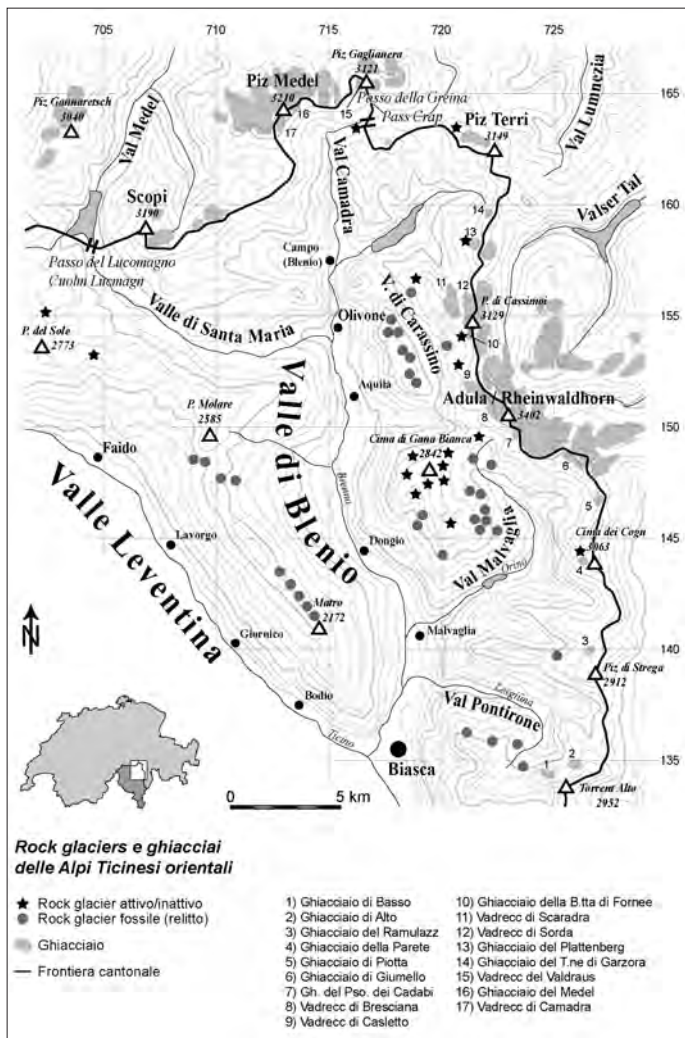 705
710
715
720
725
Piz Gaglianera
3121
Piz Medel
3210
165
Piz Gannaretsch
3040
16
15
Passo della Greina
Pass Crap
17
Piz Terri
3149
Val Lumnezia
Val Medel
Val Camadra
Scopi
3190
14
160
Valser Tal
13
Passo del Lucomagno
Cuolm Lucmagn
Campo
(Blenio)
11
12
Valle di Santa Maria
Olivone
V. di Carassino
P. di Cassimoi
3129
155
10
P. del Sole
2773
9
Aquila
Adula / Rheinwaldhorn
3402
P. Molare
2585
8
150
7
Cima di Gana Bianca
2842
Faido
Valle di Blenio
6
Brenno
5
Valle Leventina
Lavorgo
Dongio
Val Malvaglia
Cima dei Cogn
3063
145
4
Orino
Matro
2172
N
Giornico
Malvaglia
3
140
Piz di Strega
2912
Bodio
Lesgiüna
Val Pontirone
Ticino
Biasca
1
2
135
Torrent Alto
2952
0
5 km
Rock glaciers e ghiacciai
delle Alpi Ticinesi orientali
Rock glacier attivo/inattivo
Rock glacier fossile (relitto)
Ghiacciaio
Frontiera cantonale
1) Ghiacciaio di Basso
2) Ghiacciaio di Alto
3) Ghiacciaio del Ramulazz
4) Ghiacciaio della Parete
5) Ghiacciaio di Piotta
6) Ghiacciaio di Giumello
7) Gh. del Pso. dei Cadabi
8) Vadrecc di Bresciana
9) Vadrecc di Casletto
10) Ghiacciaio della B.tta di Fornee
11) Vadrecc di Scaradra
12) Vadrecc di Sorda
13) Ghiacciaio del Plattenberg
14) Ghiacciaio del T.ne di Garzora
15) Vadrecc del Valdraus
16) Ghiacciaio del Medel
17) Vadrecc di Camadra